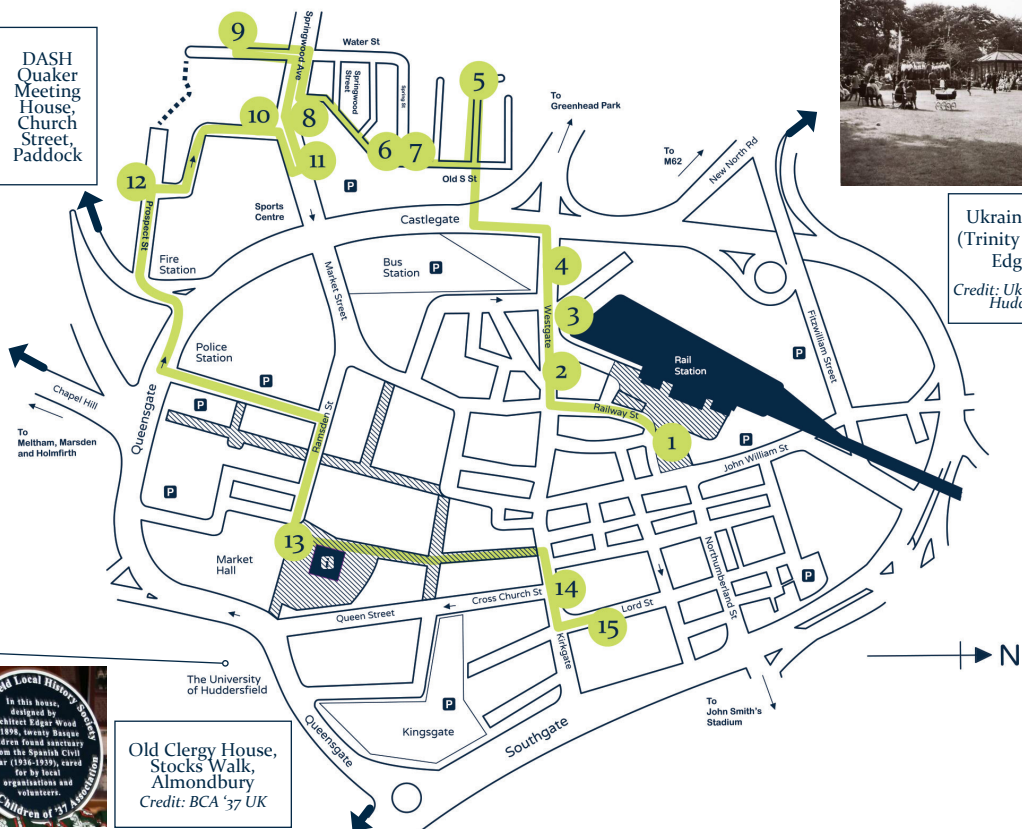 DASH
Quaker
Meeting
House,
Church
Street,
Paddock
9
Springwood Ave
Water St
Springwood
Street
Spring St
5
To
Greenhead Park
To
M62
New North Rd
10
8
6
7
11
P
Old S St
12
Prospect St
Sports
Centre
Castlegate
Fire
Station
Market Street
Bus
Station
P
4
Westgate
3
2
Rail
Station
P
Fitzwilliam Street
Police
Station
P
P
Queensgate
Chapel Hill
To
Meltham, Marsden
and Holmfirth
Ramsden St
Railway St
1
P
John William St
P
13
Market
Hall
Queen Street
Cross Church St
14
Lord St
15
Kirkgate
Northumberland St
P
N
The University
of Huddersfield
Queensgate
Kingsgate
P
Southgate
To
John Smith's
Stadium
Ukrain
(Trinity
Edg
Credit: Uk
Hudd
eld Local History Society
In this house,
designed by
chitect Edgar Wood
1898, twenty Basque
ldren found sanctuary
om the Spanish Civil
ar (1936-1939), cared
for by local
organisations and
volunteers.
Children of '37 Association
Old Clergy House,
Stocks Walk,
Almondbury
Credit: BCA '37 UK